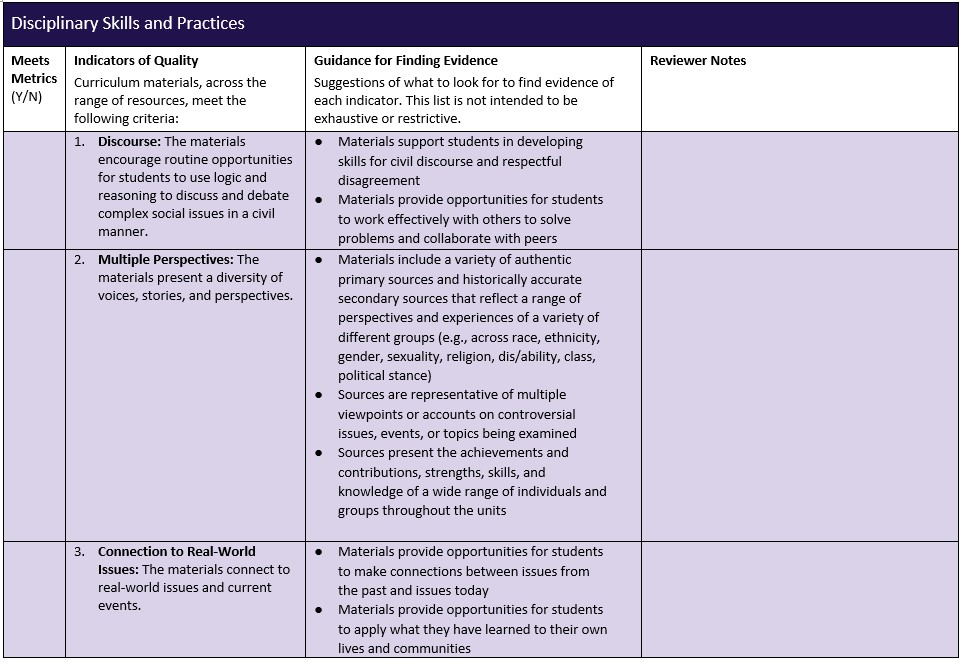 Disciplinary Skills and Practices
Meets
Metrics
(Y/N)
Indicators of Quality
Curriculum materials, across the
range of resources, meet the
following criteria:
Guidance for Finding Evidence
Suggestions of what to look for to find evidence of
each indicator. This list is not intended to be
exhaustive or restrictive.
Reviewer Notes
1. Discourse: The materials
encourage routine opportunities
for students to use logic and
reasoning to discuss and debate
complex social issues in a civil
manner.
● Materials support students in developing
skills for civil discourse and respectful
disagreement
● Materials provide opportunities for students
to work effectively with others to solve
problems and collaborate with peers
2. Multiple Perspectives: The
materials present a diversity of
voices, stories, and perspectives.
● Materials include a variety of authentic
primary sources and historically accurate
secondary sources that reflect a range of
perspectives and experiences of a variety of
different groups (e.g., across race, ethnicity,
gender, sexuality, religion, dis/ability, class,
political stance)
● Sources are representative of multiple
viewpoints or accounts on controversial
issues, events, or topics being examined
● Sources present the achievements and
contributions, strengths, skills, and
knowledge of a wide range of individuals and
groups throughout the units
3. Connection to Real-World
Issues: The materials connect to
real-world issues and current
events.
● Materials provide opportunities for students
to make connections between issues from
the past and issues today
● Materials provide opportunities for students
to apply what they have learned to their own
lives and communities